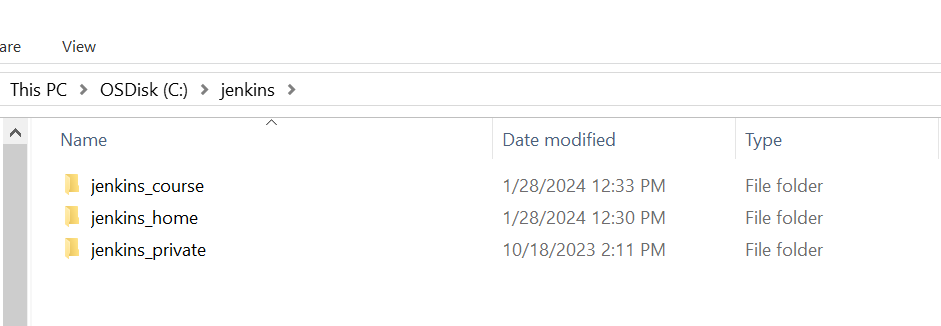 are View
This PC > OSDisk (C:) > jenkins >
Name Date modified Type
jenkins_course 1/28/2024 12:33 PM File folder
jenkins_home 1/28/2024 12:30 PM File folder
jenkins_private 10/18/2023 2:11 PM File folder